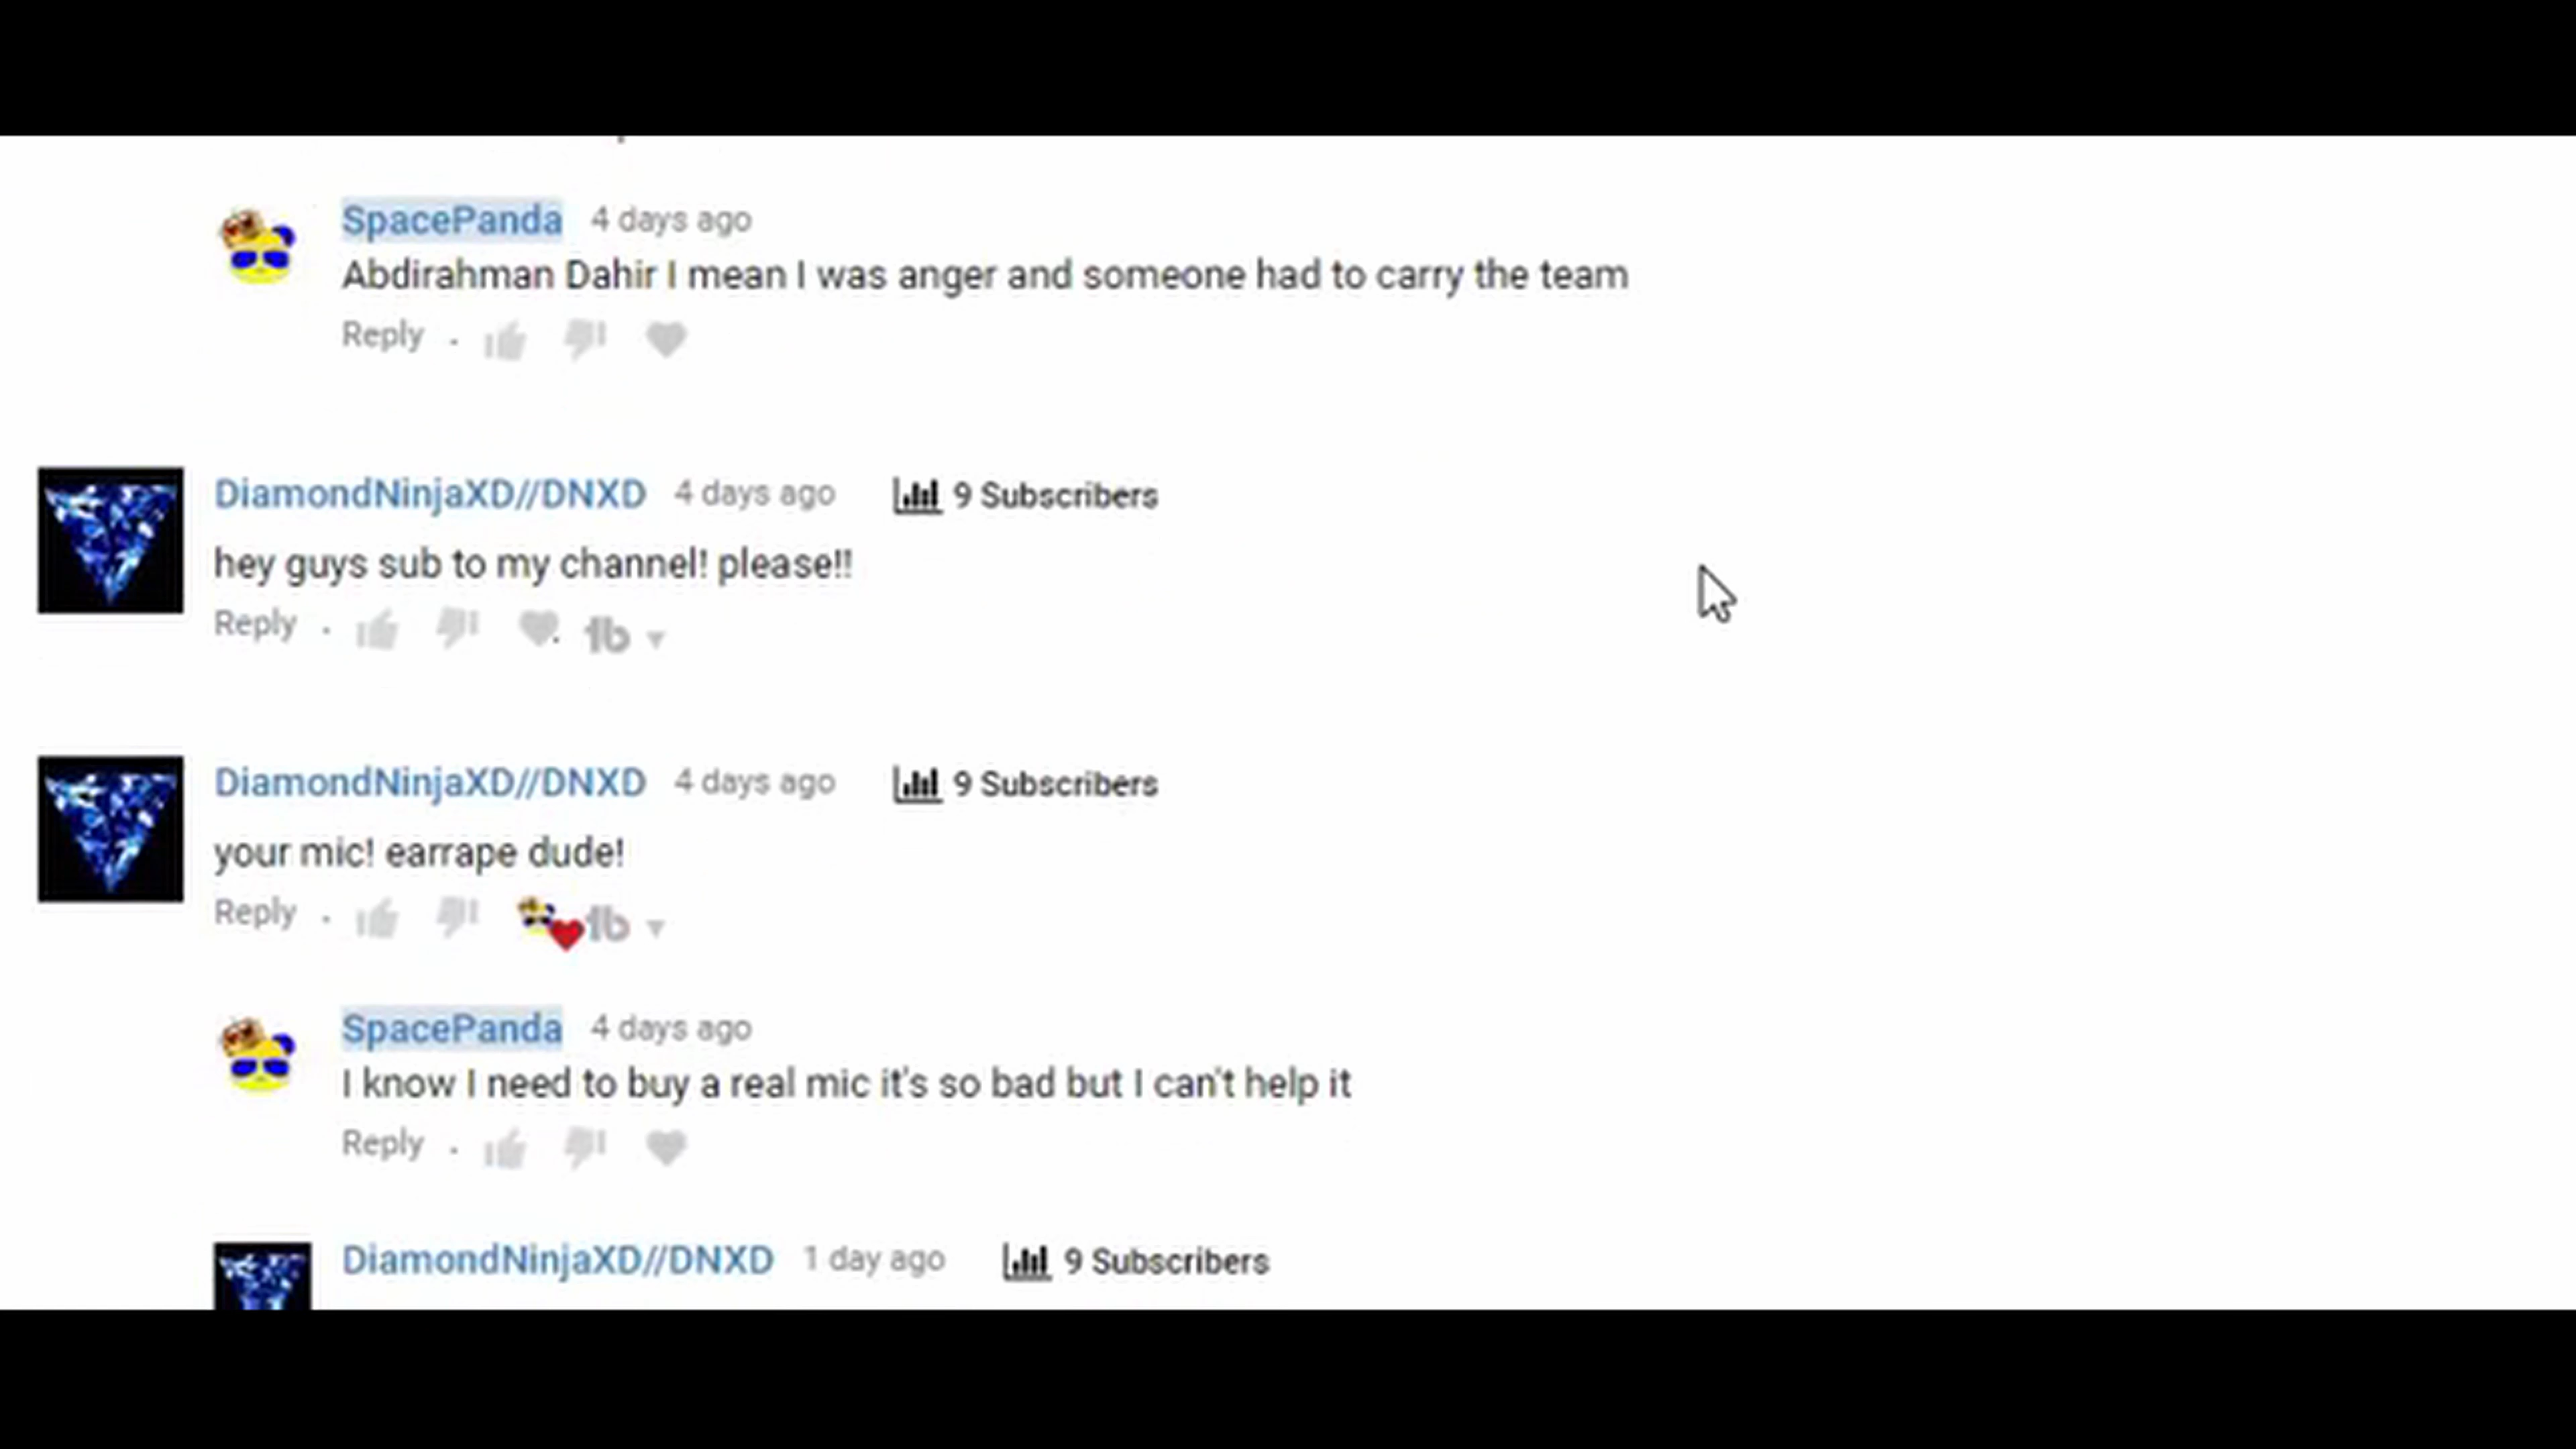 SpacePanda 4 days ago
Abdirahman Dahir I mean I was anger and someone had to carry the team
Reply .
DiamondNinjaXD//DNXD 4 days ago 9 Subscribers
hey guys sub to my channel! please!!
Reply . tb
DiamondNinjaXD//DNXD 4 days ago 9 Subscribers
your mic! earrape dude!
Reply . tb
SpacePanda 4 days ago
I know I need to buy a real mic it's so bad but I can't help it
Reply .
DiamondNinjaXD//DNXD 1 day ago 9 Subscribers